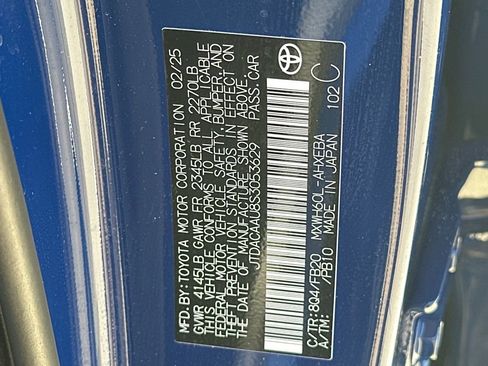 MFD.BY:TOYOTA MOTOR CORPORATION 02/25
GVWR 4145LB GAWR FR 2345LB RR 2270LB
THIS VEHICLE CONFORMS TO ALL APPLICABLE
FEDERAL MOTOR VEHICLE SAFETY, BUMPER, AND
THEFT PREVENTION STANDARDS IN EFFECT ON
THE DATE OF MANUFACTURE SHOWN ABOVE.
JTDACAAU8S3053629 PASS.CAR
C/TR:8Q4/FB20 MXWH60L-AHXEBA
A/TM: /PB10 MADE IN JAPAN
102 C